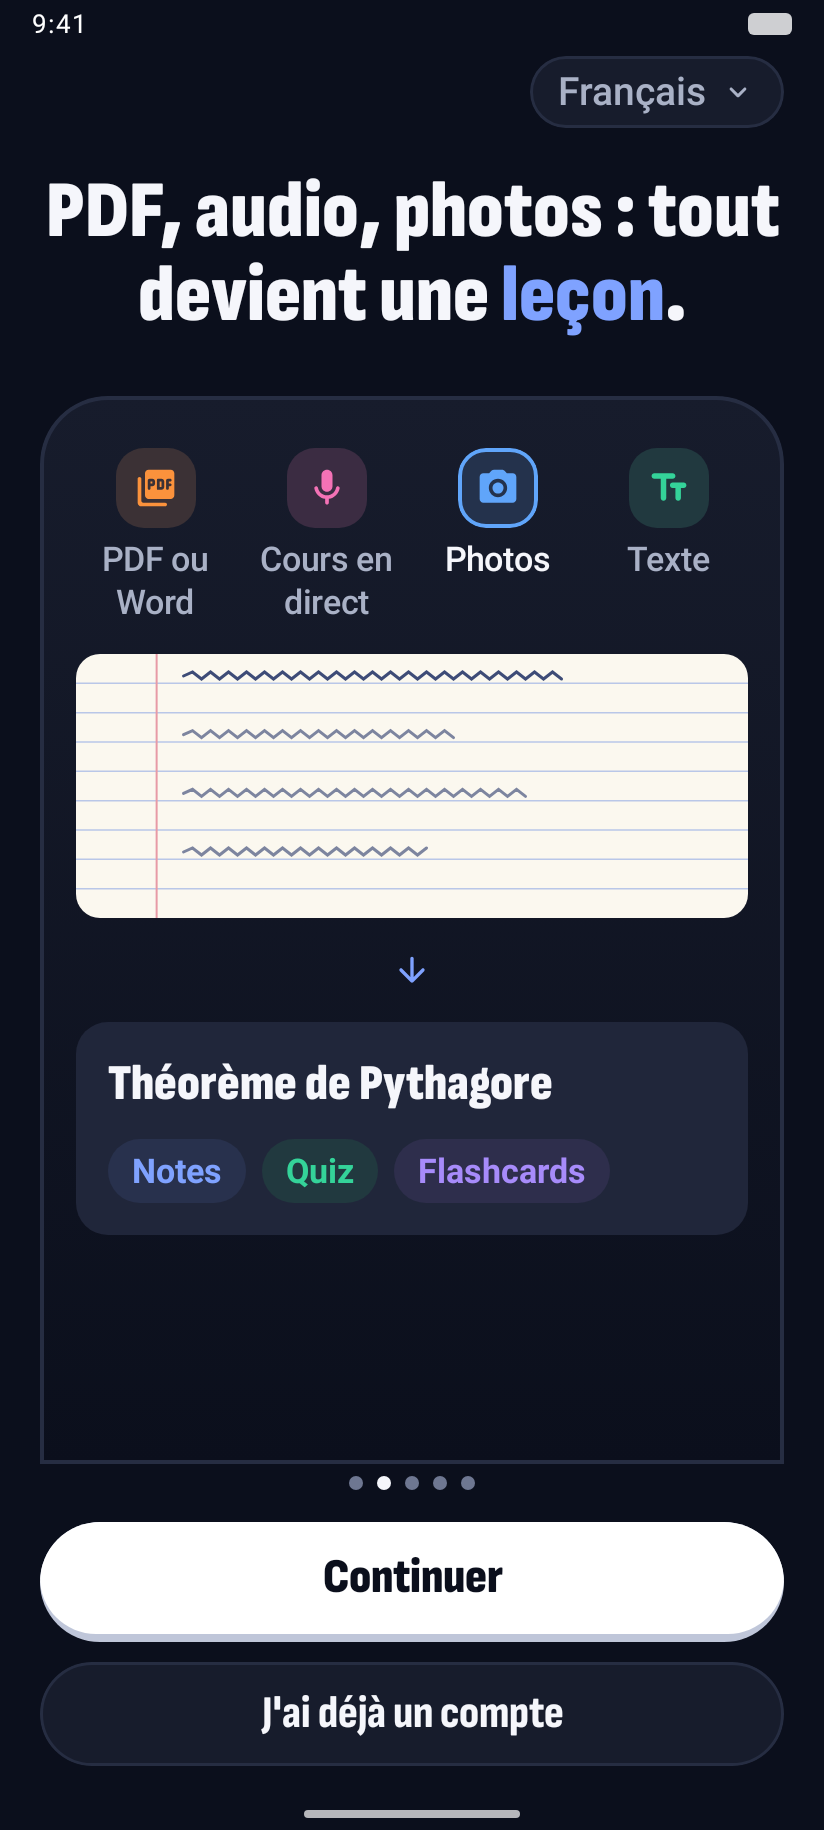 9:41
Français
PDF, audio, photos : tout
devient une leçon.
PDF
PDF ou
Word
Cours en
direct
Photos
Tт
Texte
Théorème de Pythagore
Notes
Quiz
Flashcards
Continuer
J'ai déjà un compte